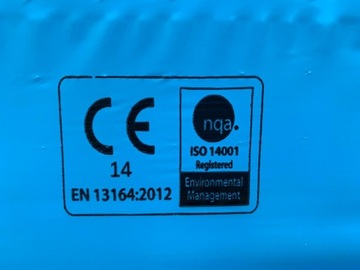 CE
14
EN 13164:2012
nqa.
ISO 14001
Registered
Environmental
Management